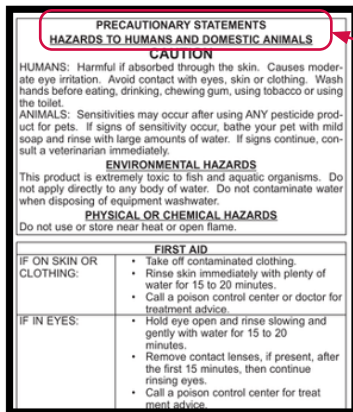 PRECAUTIONARY STATEMENTS
HAZARDS TO HUMANS AND DOMESTIC ANIMALS
CAUTION
HUMANS: Harmful if absorbed through the skin. Causes moder-
ate eye irritation. Avoid contact with eyes, skin or clothing. Wash
hands before eating, drinking, chewing gum, using tobacco or using
the toilet.
ANIMALS: Sensitivities may occur after using ANY pesticide prod-
uct for pets. If signs of sensitivity occur, bathe your pet with mild
soap and rinse with large amounts of water. If signs continue, con-
sult a veterinarian immediately.
ENVIRONMENTAL HAZARDS
This product is extremely toxic to fish and aquatic organisms. Do
not apply directly to any body of water. Do not contaminate water
when disposing of equipment washwater.
PHYSICAL OR CHEMICAL HAZARDS
Do not use or store near heat or open flame.
FIRST AID
IF ON SKIN OR
CLOTHING:
• Take off contaminated clothing.
• Rinse skin immediately with plenty of
water for 15 to 20 minutes.
• Call a poison control center or doctor for
treatment advice.
IF IN EYES:
• Hold eye open and rinse slowing and
gently with water for 15 to 20
minutes.
• Remove contact lenses, if present, after
the first 15 minutes, then continue
rinsing eyes.
• Call a poison control center for treat
ment advice.